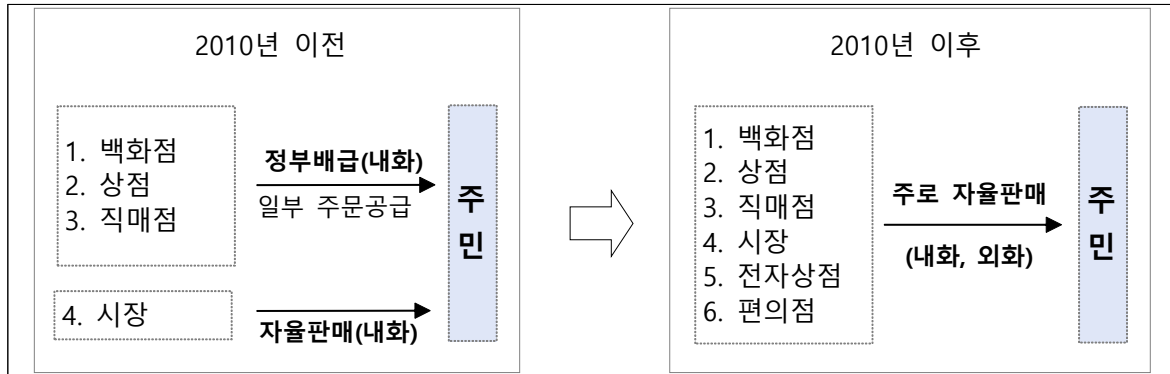 2010년 이전
1. 백화점
2. 상점
3. 직매점
정부배급(내화)
일부 주문공급
4. 시장
자율판매(내화)
주
민
2010년 이후
1. 백화점
2. 상점
3. 직매점
4. 시장
5. 전자상점
6. 편의점
주로 자율판매
(내화, 외화)
주
민